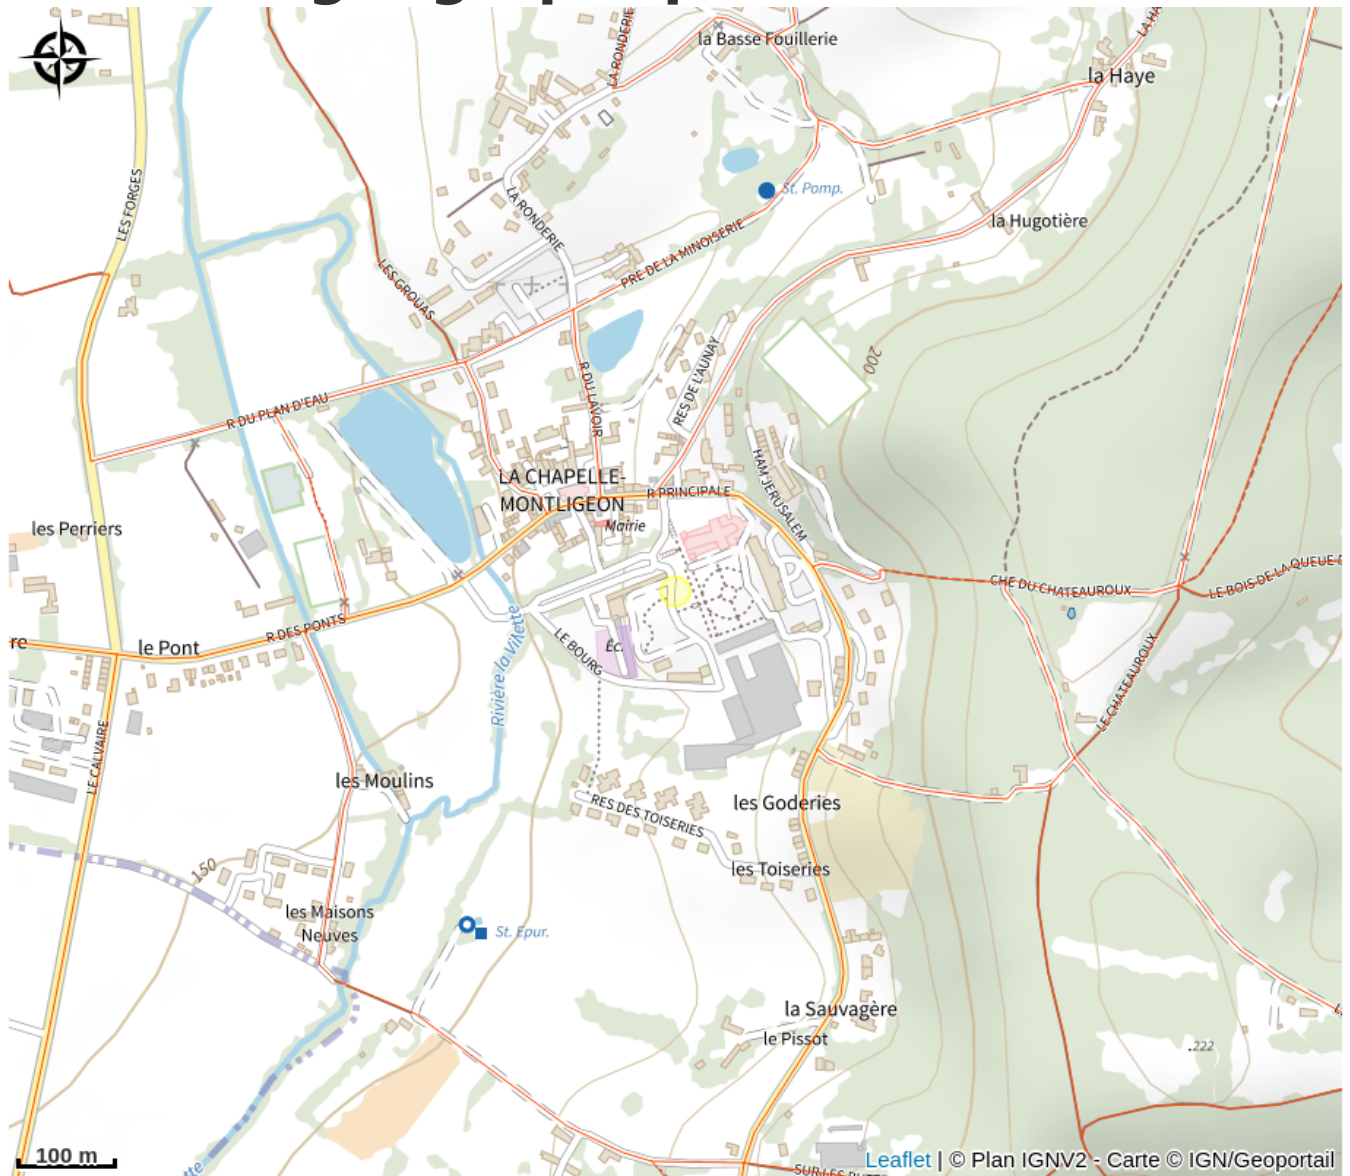 LA RONDERIE
la Basse Fouillerie
LA HA
la Haye
LES FORGES
St. Pomp.
LA RONDERIE
la Hugotière
PRE DE LA MINOISERIE
LES GROUAS
200
RES DE L'AUNAY
R DU LAVOIR
R DU PLAN D'EAU
HAM JERUSALEM
LA CHAPELLE-
MONTLIGEON
R PRINCIPALE
Mairie
les Perriers
CHE DU CHATEAUROUX
LE BOIS DE LA QUEUE D
Rivière la Villette
R DES PONTS
re
le Pont
LE BOURG
Éc.
LE CHATEAUROUX
LE CALVAIRE
les Moulins
RES DES TOISERIES
les Goderies
150
les Toiseries
les Maisons
Neuves
St. Epur.
la Sauvagère
le Pissot
.222
100 m
tte
Leaflet | © Plan IGNV2 - Carte © IGN/Geoportail